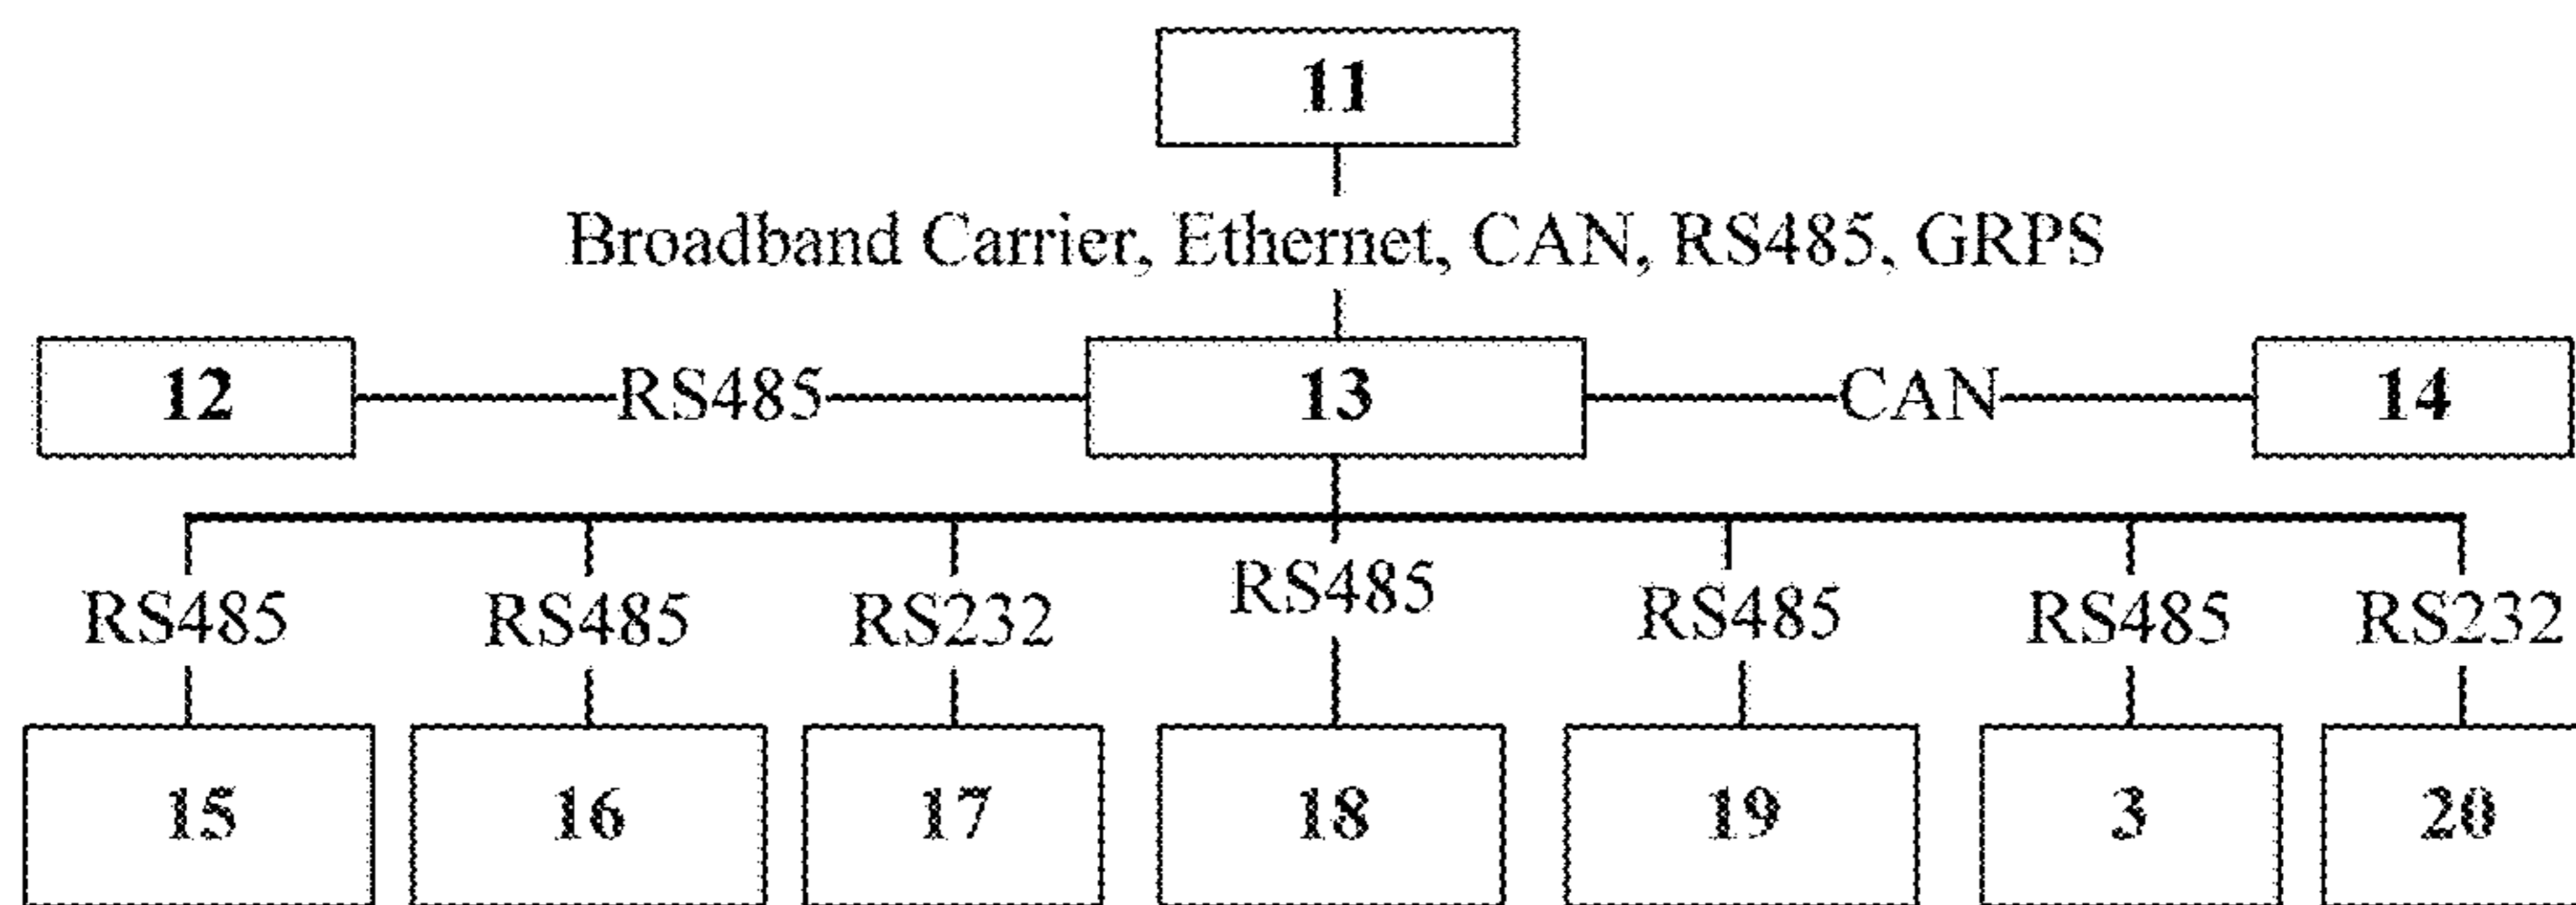 11
Broadband Carrier, Ethernet, CAN, RS485, GRPS
12 RS485 13 CAN 14
RS485 RS485 RS232 RS485 RS485 RS485 RS232
15 16 17 18 19 3 20